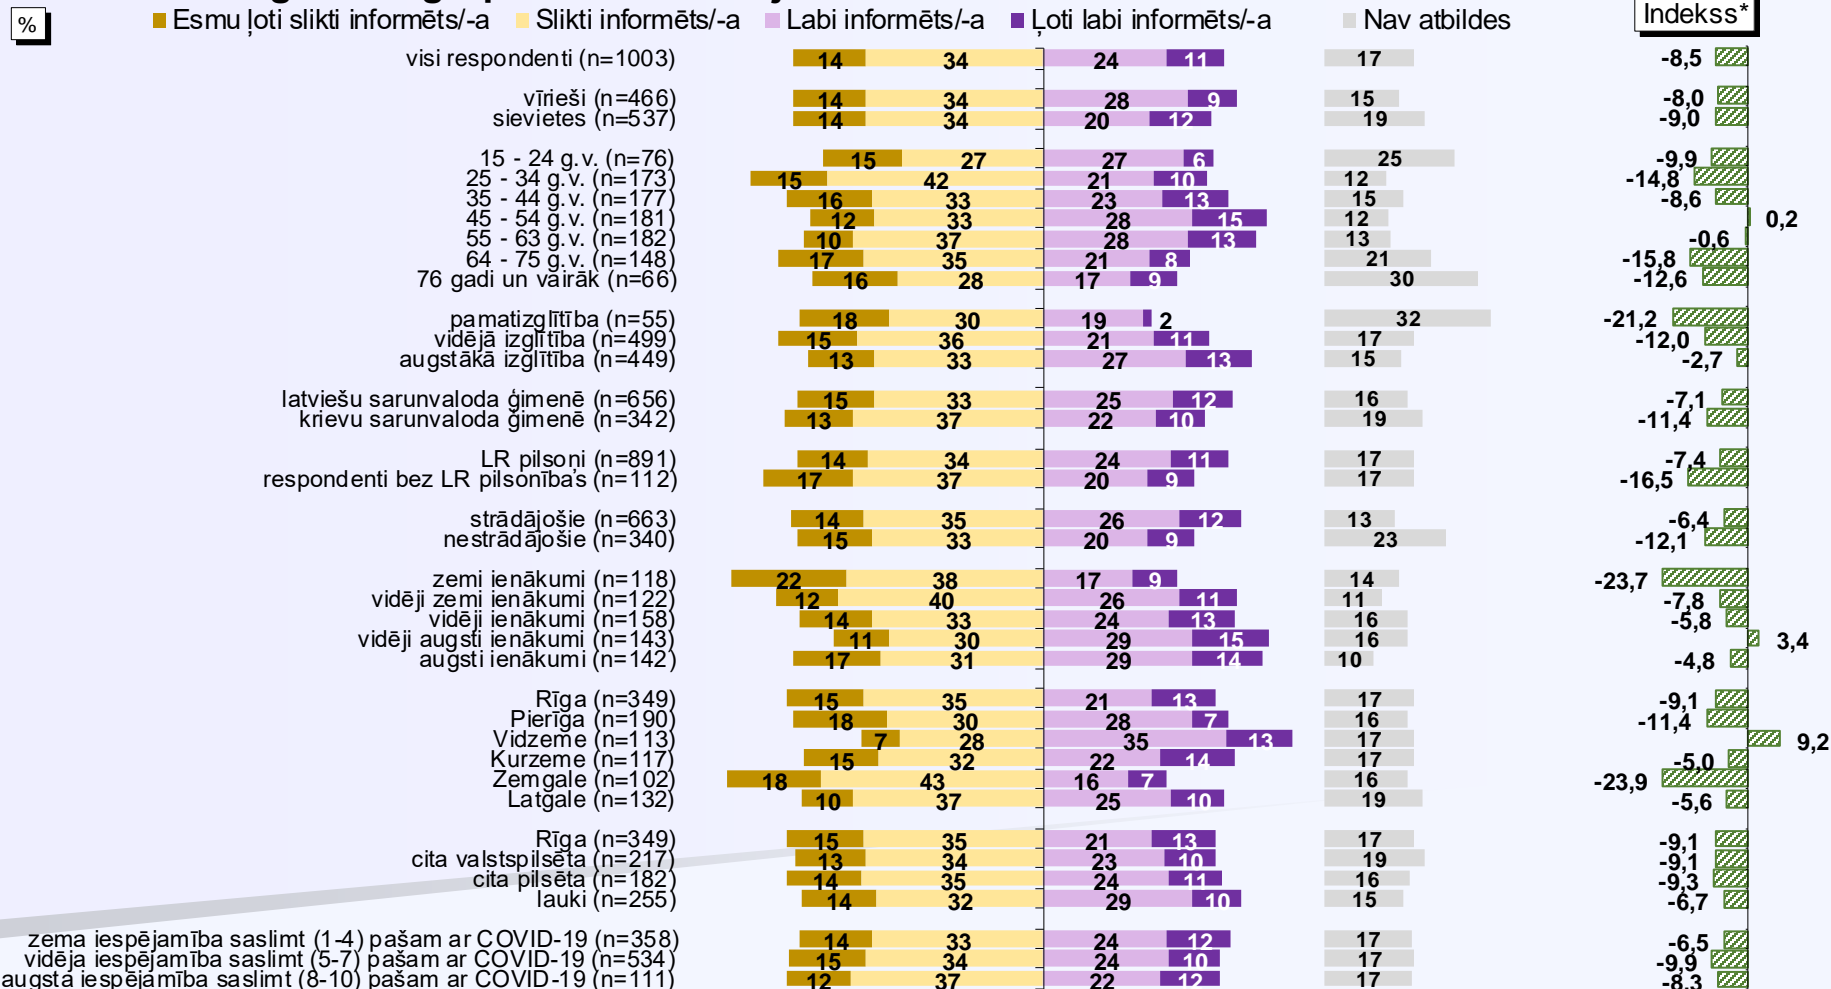 %
Esmu ļoti slikti informēts/-a Slikti informēts/-a Labi informēts/-a Ļoti labi informēts/-a Nav atbildes Indekss*
visi respondenti (n=1003) 14 34 24 11 17 -8,5
vīrieši (n=466) 14 34 28 9 15 -8,0
sievietes (n=537) 14 34 20 12 19 -9,0
15 - 24 g.v. (n=76) 15 27 27 6 25 -9,9
25 - 34 g.v. (n=173) 15 42 21 10 12 -14,8
35 - 44 g.v. (n=177) 16 33 23 13 15 -8,6
45 - 54 g.v. (n=181) 12 33 28 15 12 0,2
55 - 63 g.v. (n=182) 10 37 28 13 13 -0,6
64 - 75 g.v. (n=148) 17 35 21 8 21 -15,8
76 gadi un vairāk (n=66) 16 28 17 9 30 -12,6
pamatizglītība (n=55) 18 30 19 2 32 -21,2
vidējā izglītība (n=499) 15 36 21 11 17 -12,0
augstākā izglītība (n=449) 13 33 27 13 15 -2,7
latviešu sarunvaloda ģimenē (n=656) 15 33 25 12 16 -7,1
krievu sarunvaloda ģimenē (n=342) 13 37 22 10 19 -11,4
LR pilsoņi (n=891) 14 34 24 11 17 -7,4
respondenti bez LR pilsonības (n=112) 17 37 20 9 17 -16,5
strādājošie (n=663) 14 35 26 12 13 -6,4
nestrādājošie (n=340) 15 33 20 9 23 -12,1
zemi ienākumi (n=118) 22 38 17 9 14 -23,7
vidēji zemi ienākumi (n=122) 12 40 26 11 11 -7,8
vidēji ienākumi (n=158) 14 33 24 13 16 -5,8
vidēji augsti ienākumi (n=143) 11 30 29 15 16 3,4
augsti ienākumi (n=142) 17 31 29 14 10 -4,8
Rīga (n=349) 15 35 21 13 17 -9,1
Pierīga (n=190) 18 30 28 7 16 -11,4
Vidzeme (n=113) 7 28 35 13 17 9,2
Kurzeme (n=117) 15 32 22 14 17 -5,0
Zemgale (n=102) 18 43 16 7 16 -23,9
Latgale (n=132) 10 37 25 10 19 -5,6
Rīga (n=349) 15 35 21 13 17 -9,1
cita valstspilsēta (n=217) 13 34 23 10 19 -9,1
cita pilsēta (n=182) 14 35 24 11 16 -9,3
lauki (n=255) 14 32 29 10 15 -6,7
zema iespējamība saslimt (1-4) pašam ar COVID-19 (n=358) 14 33 24 12 17 -6,5
vidēja iespējamība saslimt (5-7) pašam ar COVID-19 (n=534) 15 34 24 10 17 -9,9
augsta iespējamība saslimt (8-10) pašam ar COVID-19 (n=111) 12 37 22 12 17 -8,3